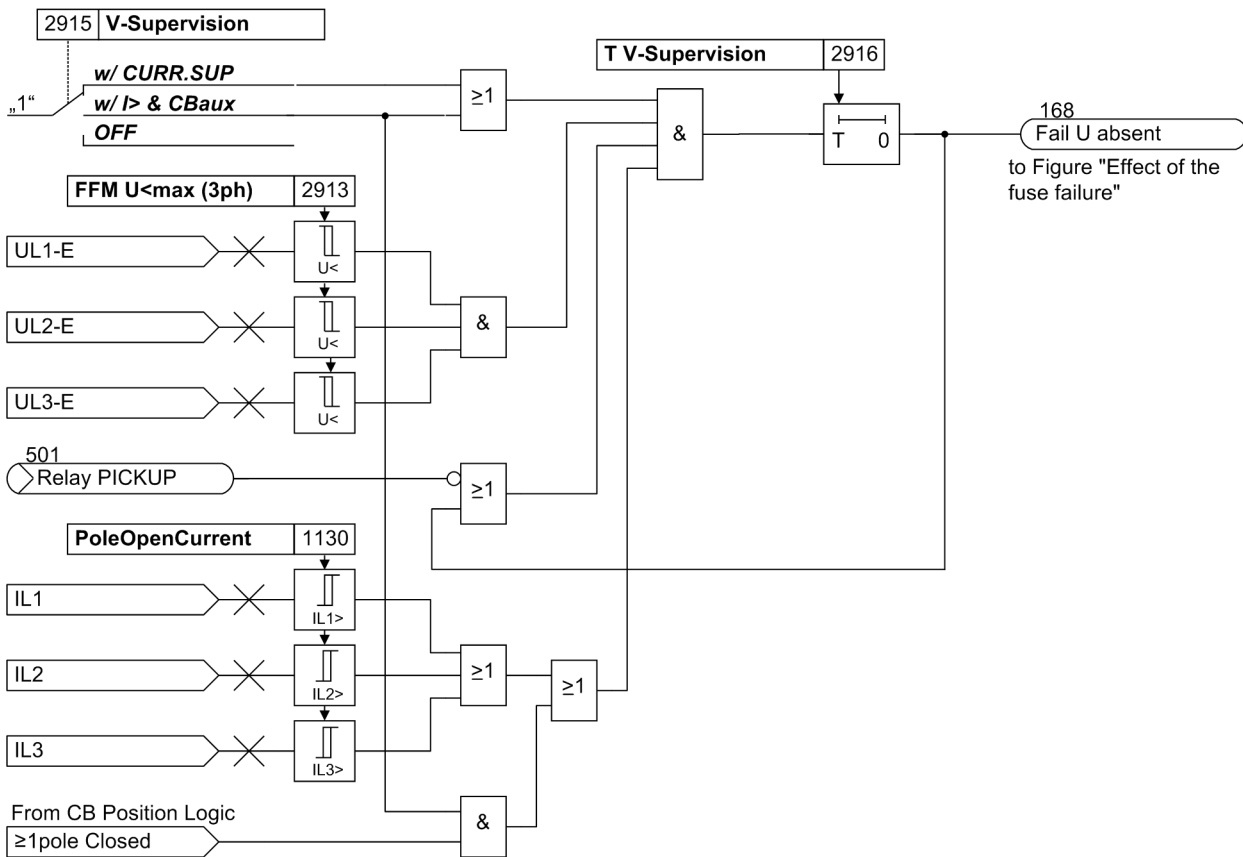 2915 V-Supervision
w/ CURR.SUP
„1“ w/ I> & CBaux
OFF
≥1
T V-Supervision 2916
&
T 0
168
Fail U absent
to Figure "Effect of the
fuse failure"
FFM U<max (3ph) 2913
UL1-E
U<
UL2-E
U<
&
UL3-E
U<
501
Relay PICKUP
≥1
PoleOpenCurrent 1130
IL1
IL1>
IL2
IL2>
≥1
≥1
IL3
IL3>
From CB Position Logic
≥1pole Closed
&